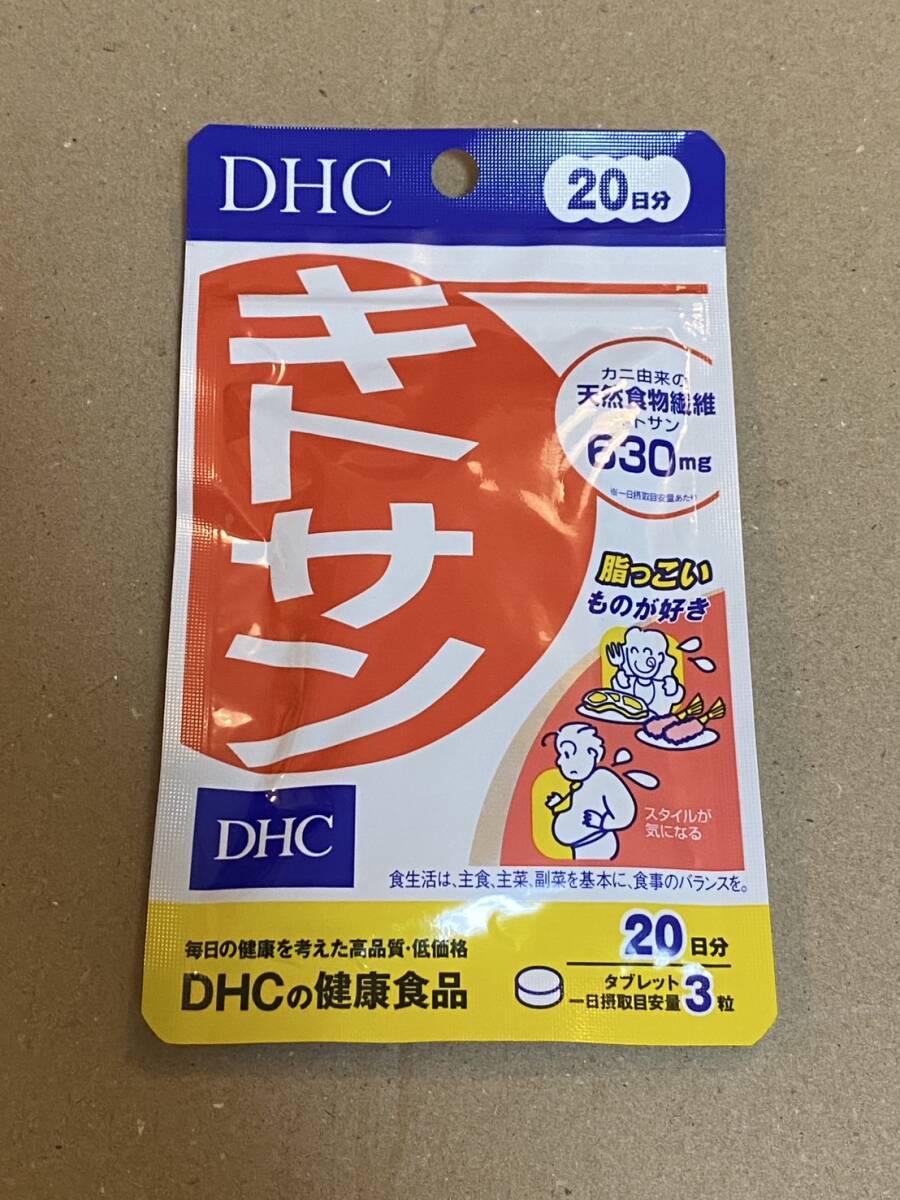 DHC
20日分
キトサン
カニ由来の
天然食物繊維
トサン
630mg
※一日摂取目安量あたり
脂っこい
ものが好き
スタイルが
気になる
DHC
食生活は、主食、主菜、副菜を基本に、食事のバランスを。
毎日の健康を考えた高品質・低価格
DHCの健康食品
20日分
タブレット
一日摂取目安量3粒